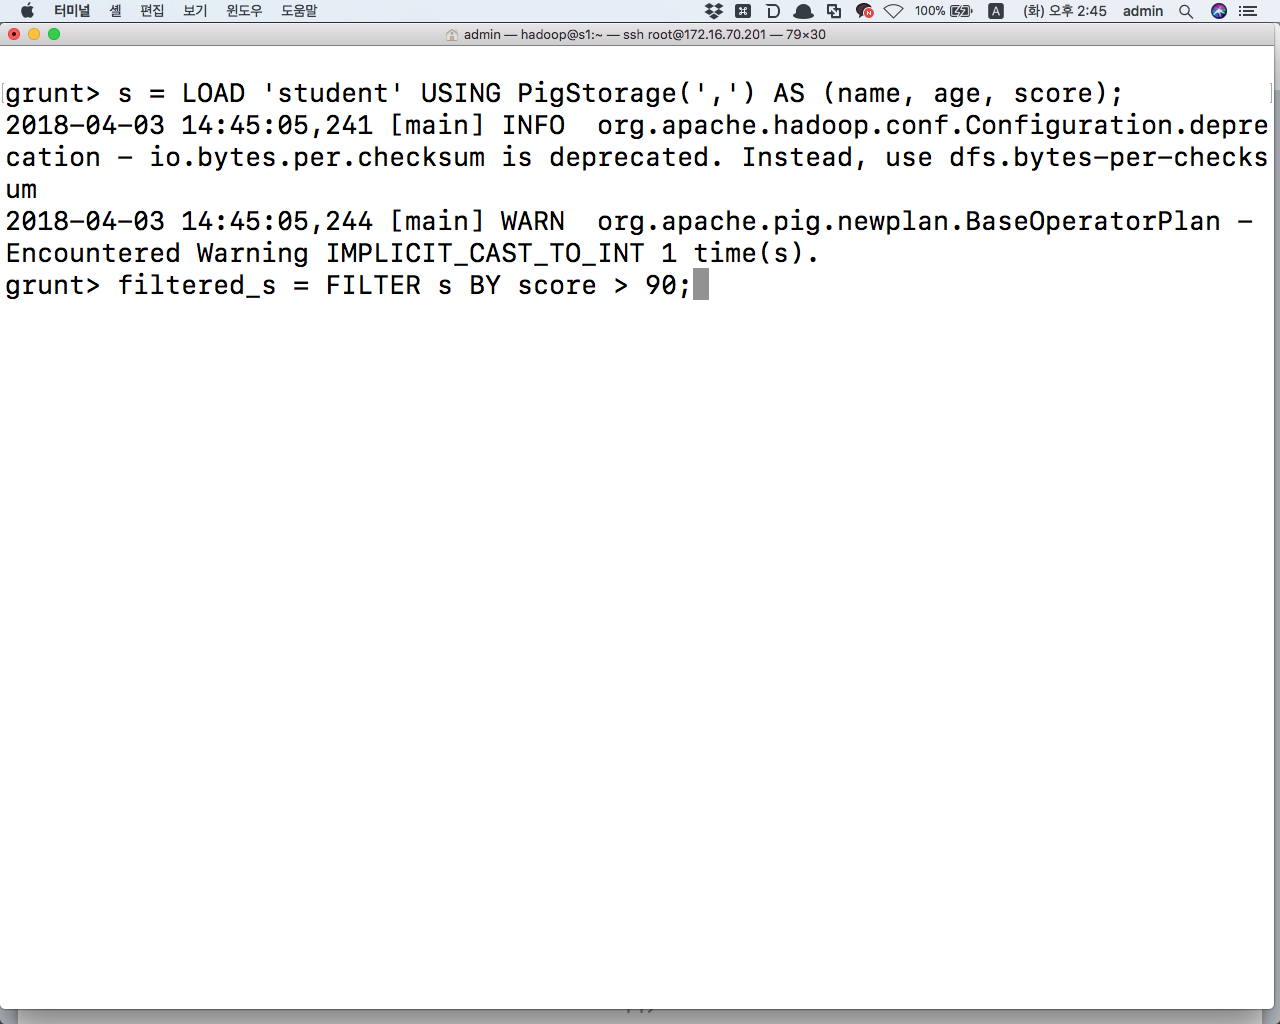 터미널 셸 편집 보기 윈도우 도움말 100% A (화) 오후 2:45 admin
admin — hadoop@s1:~ — ssh root@172.16.70.201 — 79×30
grunt> s = LOAD 'student' USING PigStorage(',') AS (name, age, score);
2018-04-03 14:45:05,241 [main] INFO  org.apache.hadoop.conf.Configuration.depre
cation - io.bytes.per.checksum is deprecated. Instead, use dfs.bytes-per-checks
um
2018-04-03 14:45:05,244 [main] WARN  org.apache.pig.newplan.BaseOperatorPlan -
Encountered Warning IMPLICIT_CAST_TO_INT 1 time(s).
grunt> filtered_s = FILTER s BY score > 90;